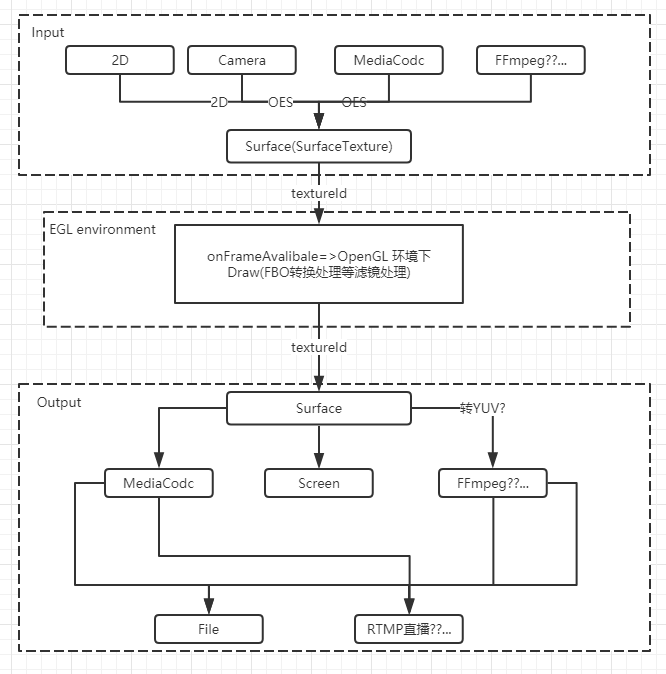 Input
2D
Camera
MediaCodc
FFmpeg??...
2D
OES
OES
Surface(SurfaceTexture)
textureId
EGL environment
onFrameAvalibale=>OpenGL 环境下
Draw(FBO转换处理等滤镜处理)
textureId
Output
Surface
转YUV?
MediaCodc
Screen
FFmpeg??...
File
RTMP直播??...